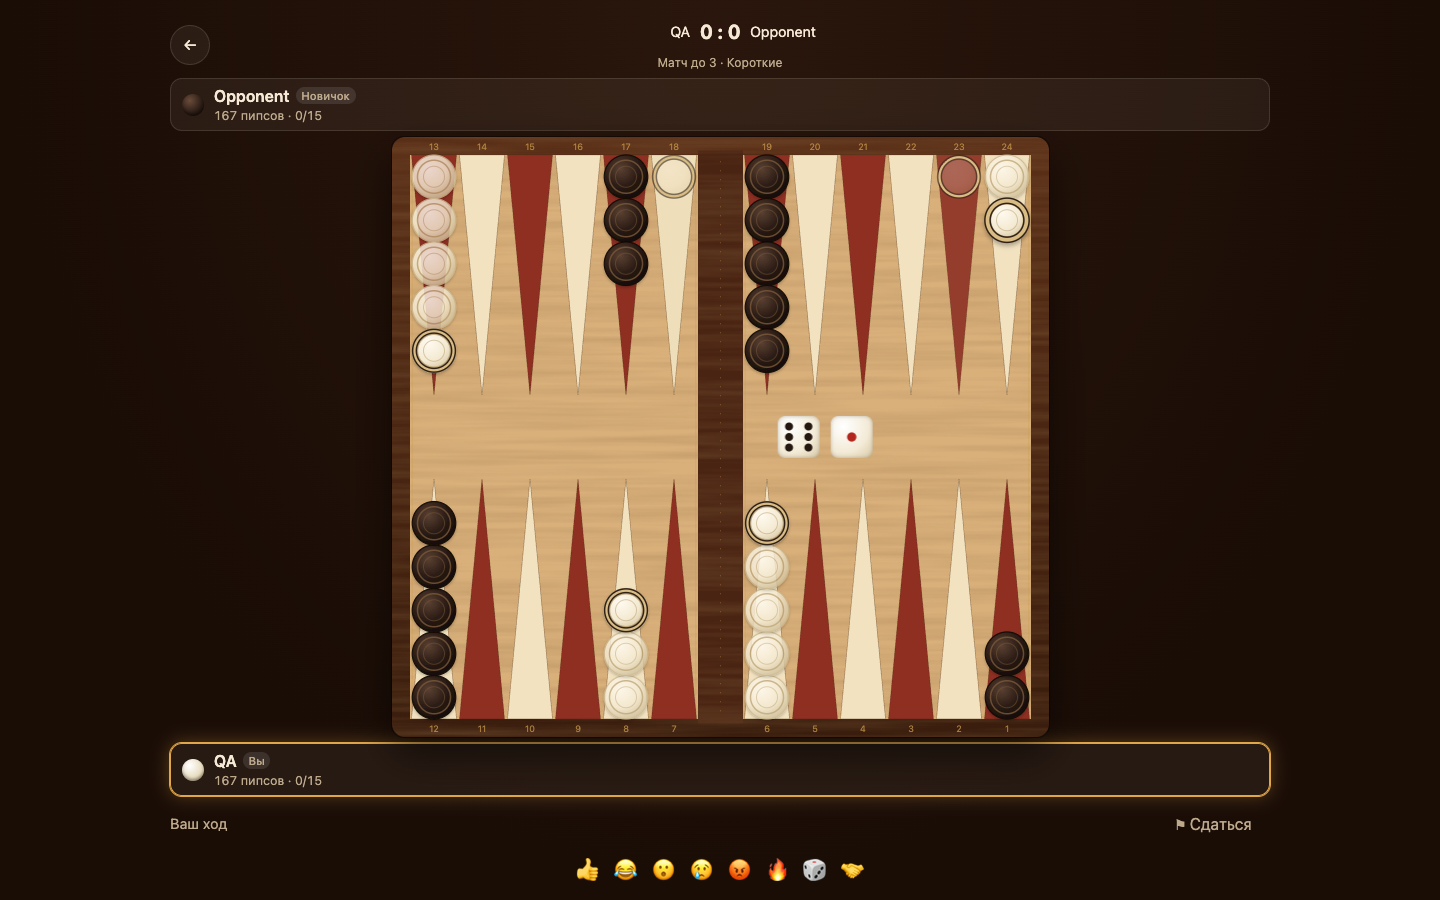 QA 0 : 0 Opponent
Матч до 3 · Короткие
Opponent Новичок
167 пипсов · 0/15
13 14 15 16 17 18 19 20 21 22 23 24
12 11 10 9 8 7 6 5 4 3 2 1
QA Вы
167 пипсов · 0/15
Ваш ход
Сдаться